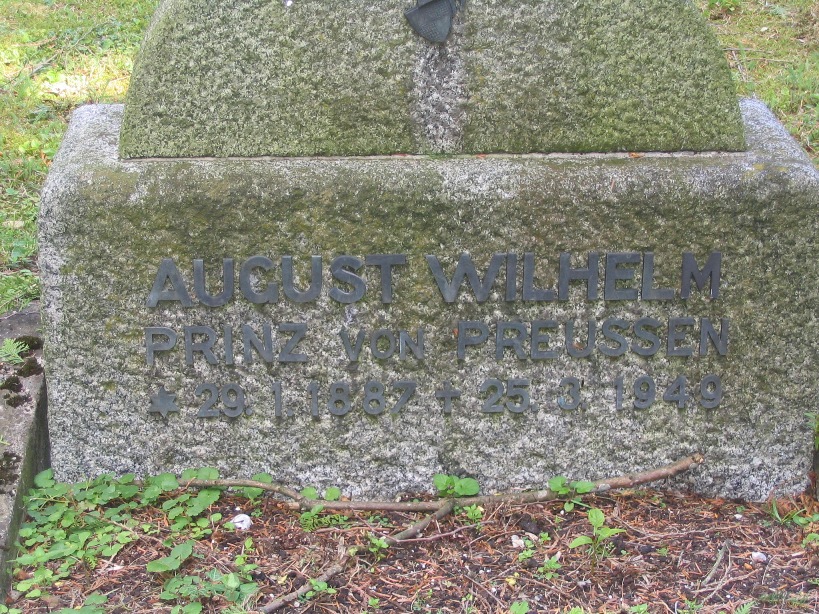 AUGUST WILHELM
PRINZ VON PREUSSEN
* 29.1.1887 + 25.3.1949